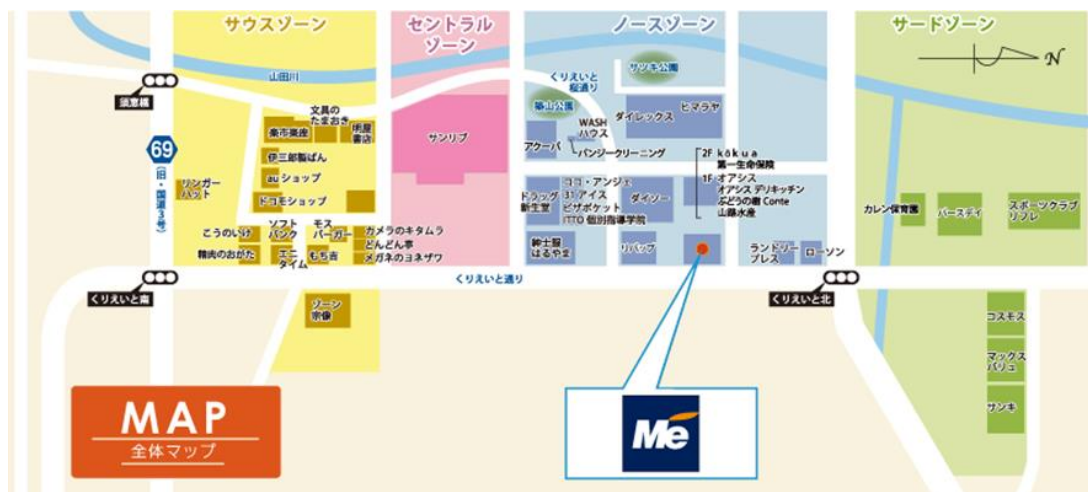 サウスゾーン
セントラル
ゾーン
ノースゾーン
サードゾーン
N
山田川
須恵橋
69
(旧・国道3号)
リンガー
ハット
文具の
たまおき
楽市楽座
明屋
書店
伊三郎製ぱん
auショップ
ドコモショップ
こうのいけ
精肉のおがた
ソフト
バンク
エニ
タイム
モス
バーガー
もち吉
ガメラのキタムラ
どんどん亭
メガネのヨネザワ
ゾーン
宗像
サンリブ
くりえいと
桜通り
サツキ公園
築山公園
アクーバ
WASH
ハウス
パンジークリーニング
ダイレックス
ヒマラヤ
2F kōkua
第一生命保険
1F オアシス
オアシス デリキッチン
ぶどうの樹 Conte
山路水産
ドラッグ
新生堂
ココ・アンジェ
31アイス
ピザポケット
ITTO 個別指導学院
ダイソー
紳士服
はるやま
リバップ
ランドリー
プレス
ローソン
カレン保育園
バースデイ
スポーツクラブ
リフレ
くりえいと南
くりえいと通り
くりえいと北
コスモス
マックス
バリュ
サンキ
MAP
全体マップ
Me